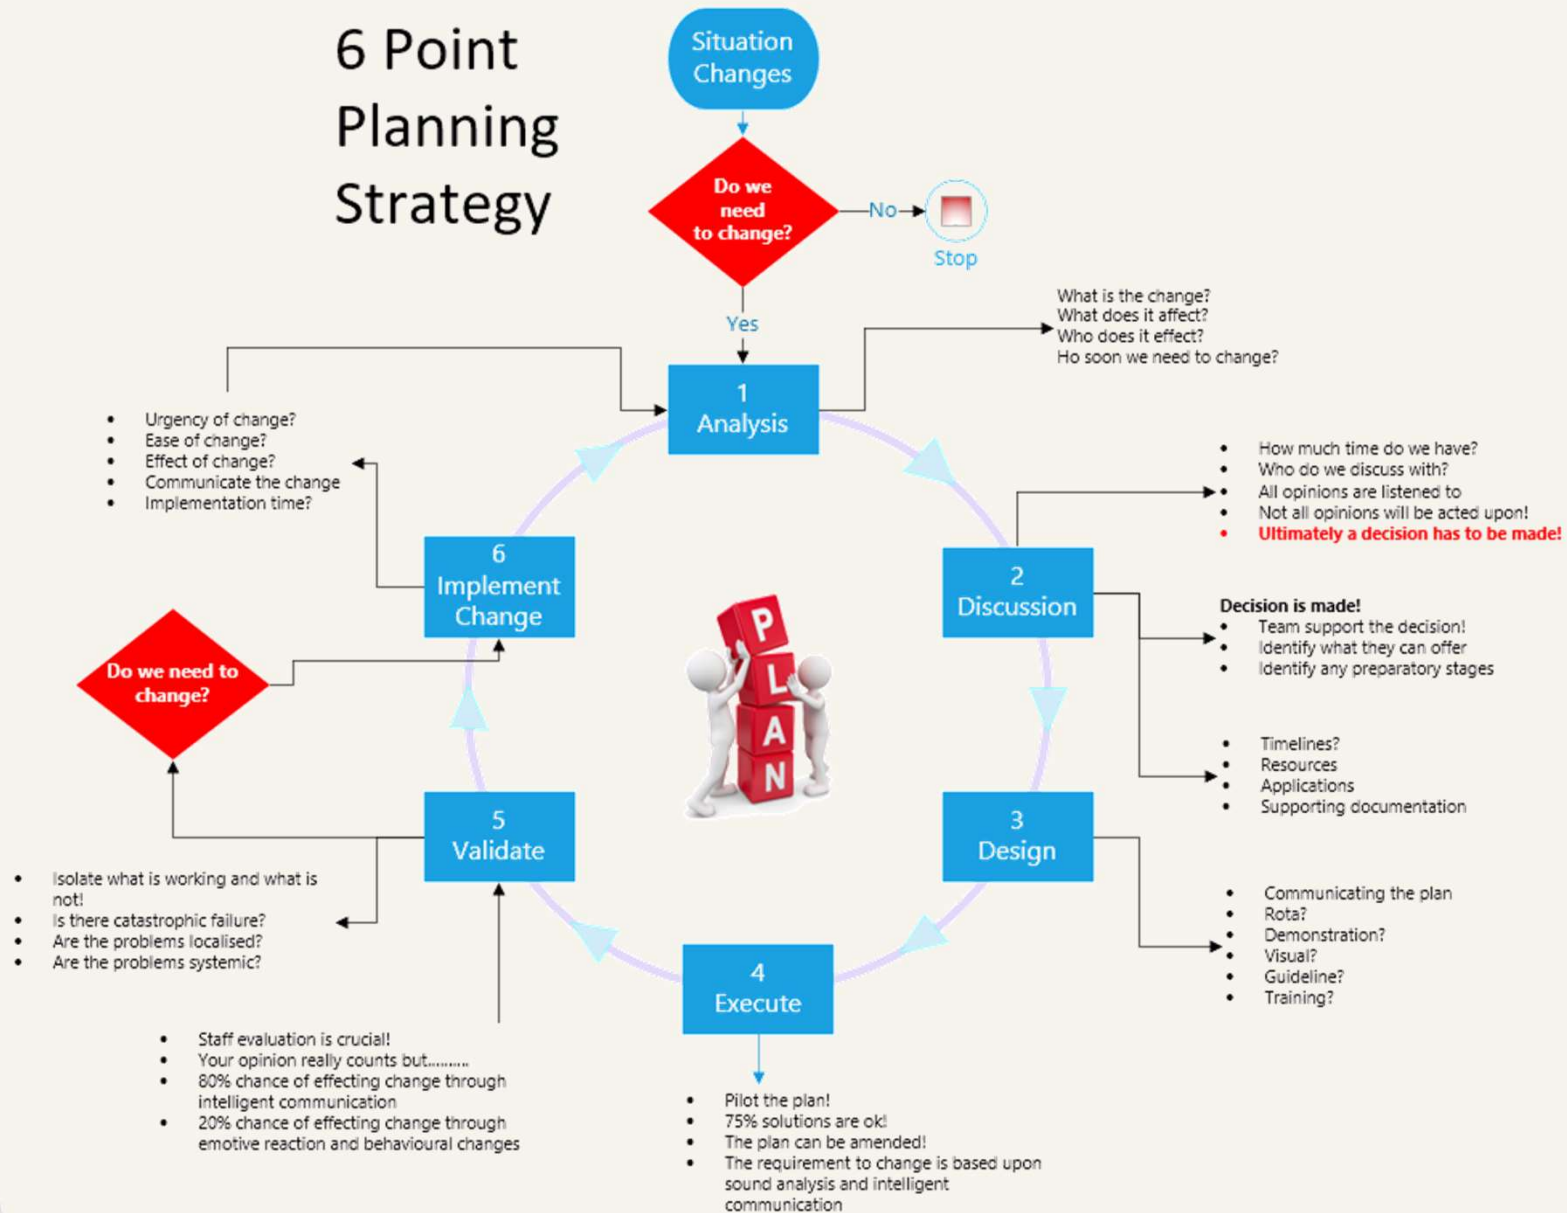 6 Point
Planning
Strategy
Situation
Changes
Do we
need
to change?
No
Stop
Yes
What is the change?
What does it affect?
Who does it effect?
Ho soon we need to change?
1
Analysis
• Urgency of change?
• Ease of change?
• Effect of change?
• Communicate the change
• Implementation time?
• How much time do we have?
• Who do we discuss with?
• All opinions are listened to
• Not all opinions will be acted upon!
• Ultimately a decision has to be made!
6
Implement
Change
2
Discussion
Decision is made!
• Team support the decision!
• Identify what they can offer
• Identify any preparatory stages
Do we need to
change?
P
L
A
N
• Timelines?
• Resources
• Applications
• Supporting documentation
5
Validate
3
Design
• Isolate what is working and what is
not!
• Is there catastrophic failure?
• Are the problems localised?
• Are the problems systemic?
• Communicating the plan
• Rota?
• Demonstration?
• Visual?
• Guideline?
• Training?
4
Execute
• Staff evaluation is crucial!
• Your opinion really counts but..........
• 80% chance of effecting change through
intelligent communication
• 20% chance of effecting change through
emotive reaction and behavioural changes
• Pilot the plan!
• 75% solutions are ok!
• The plan can be amended!
• The requirement to change is based upon
sound analysis and intelligent
communication